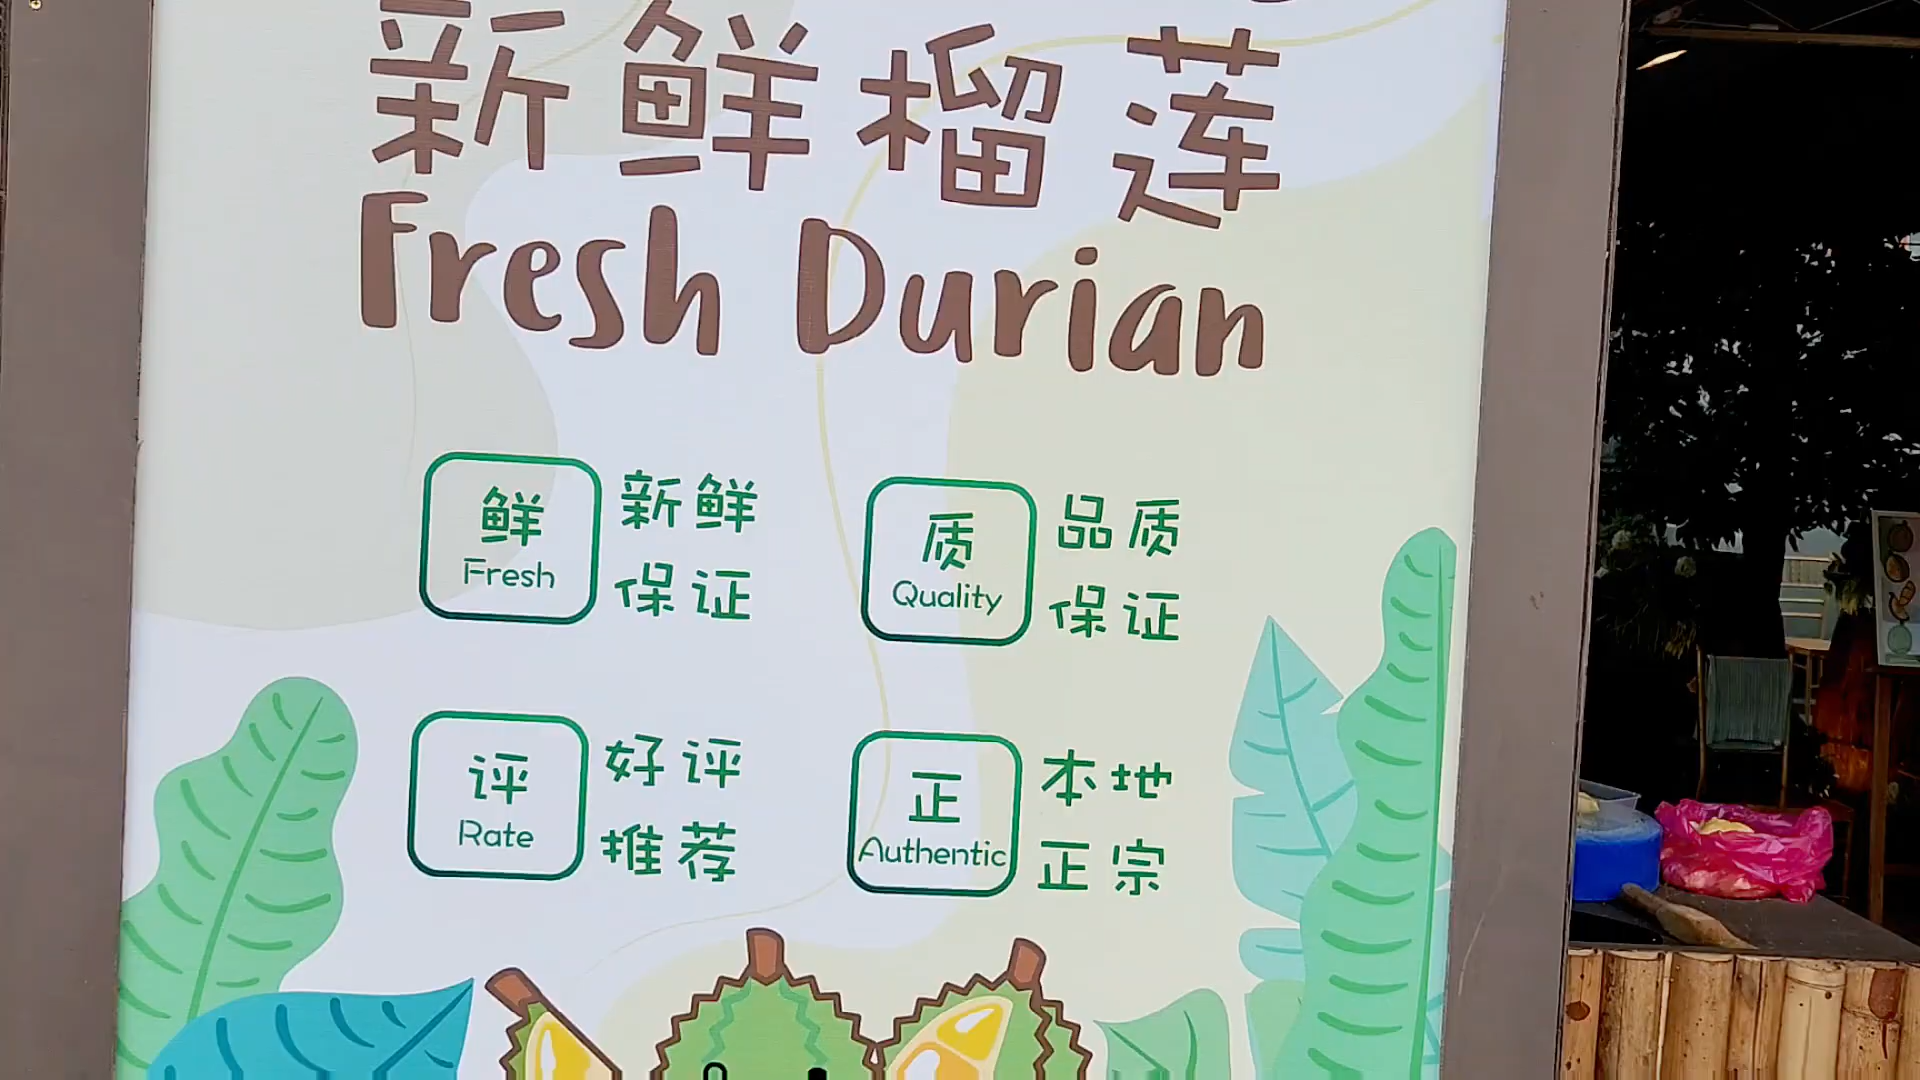 新鲜榴莲
Fresh Durian
鲜
Fresh
新鲜
保证
质
Quality
品质
保证
评
Rate
好评
推荐
正
Authentic
本地
正宗